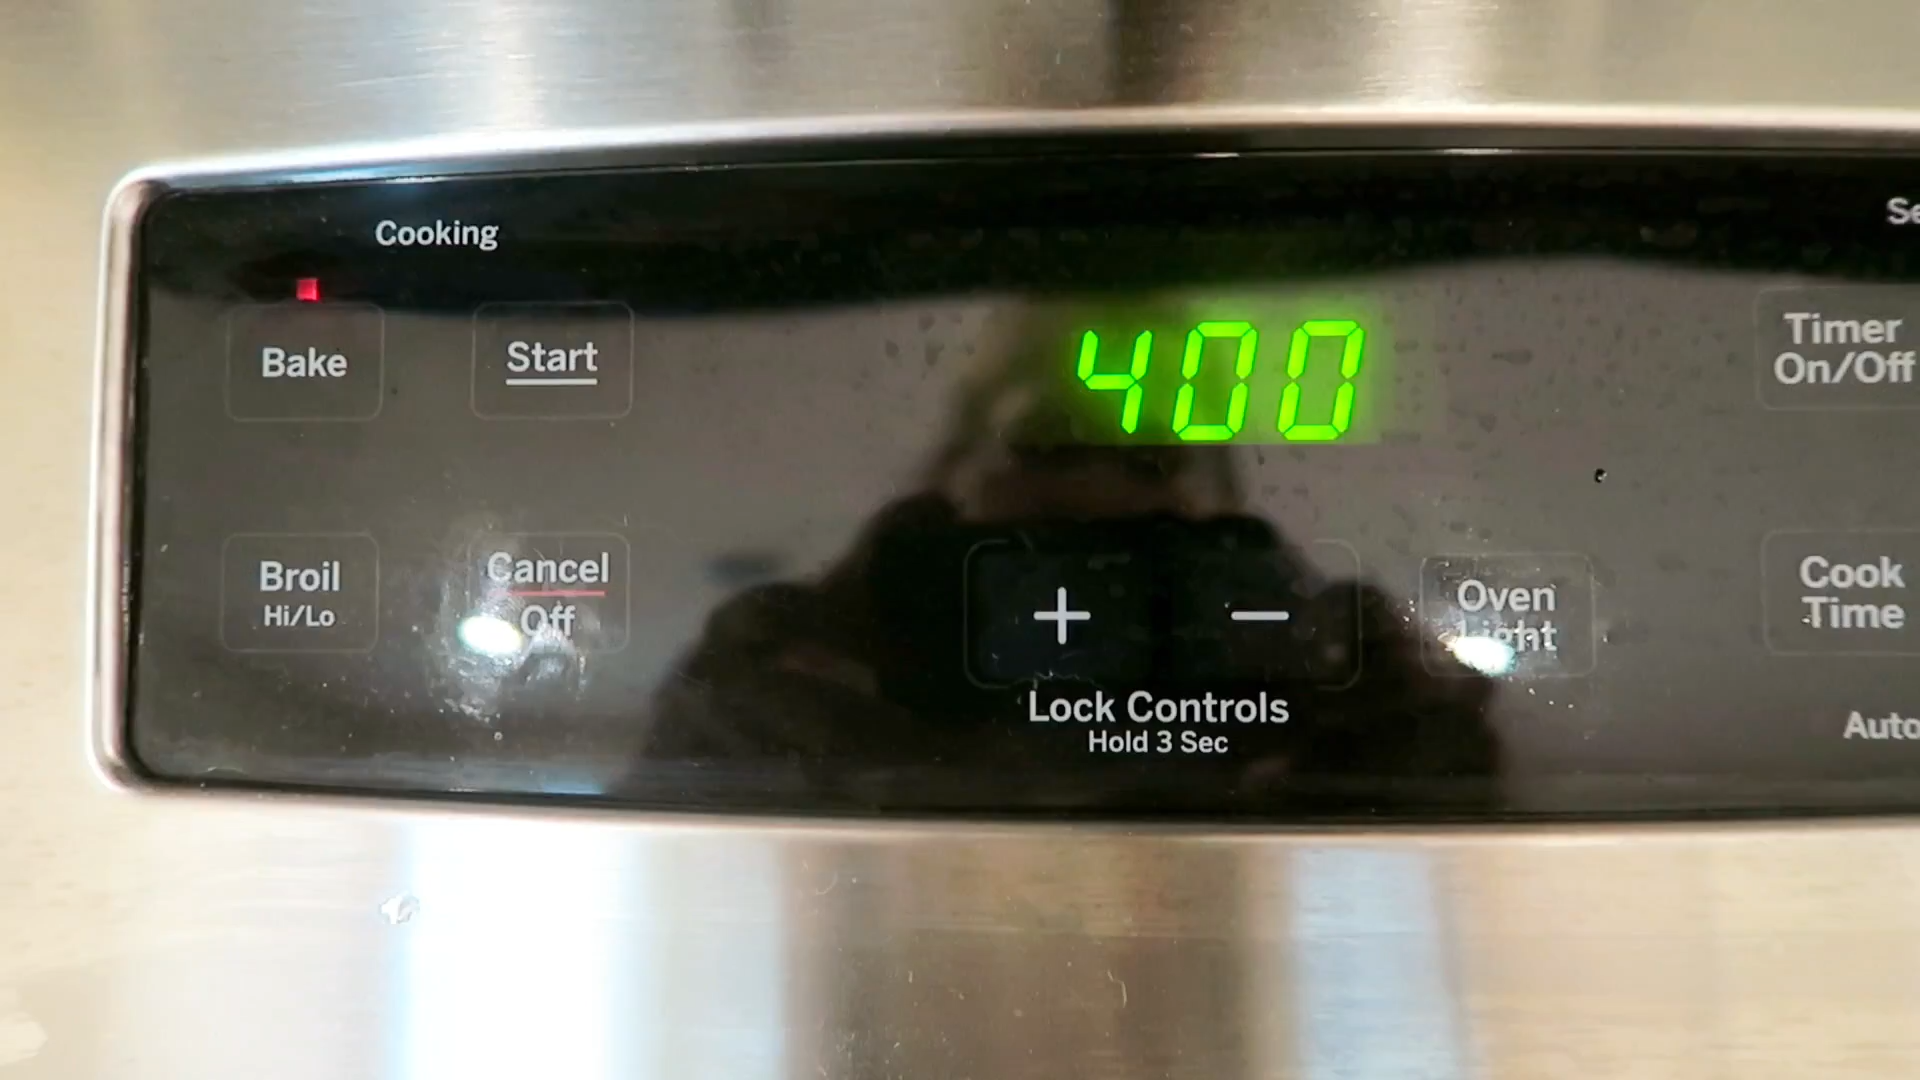 Cooking
Bake
Start
400
Timer
On/Off
Broil
Hi/Lo
Cancel
Off
+
−
Oven
Light
Cook
Time
Lock Controls
Hold 3 Sec
Auto